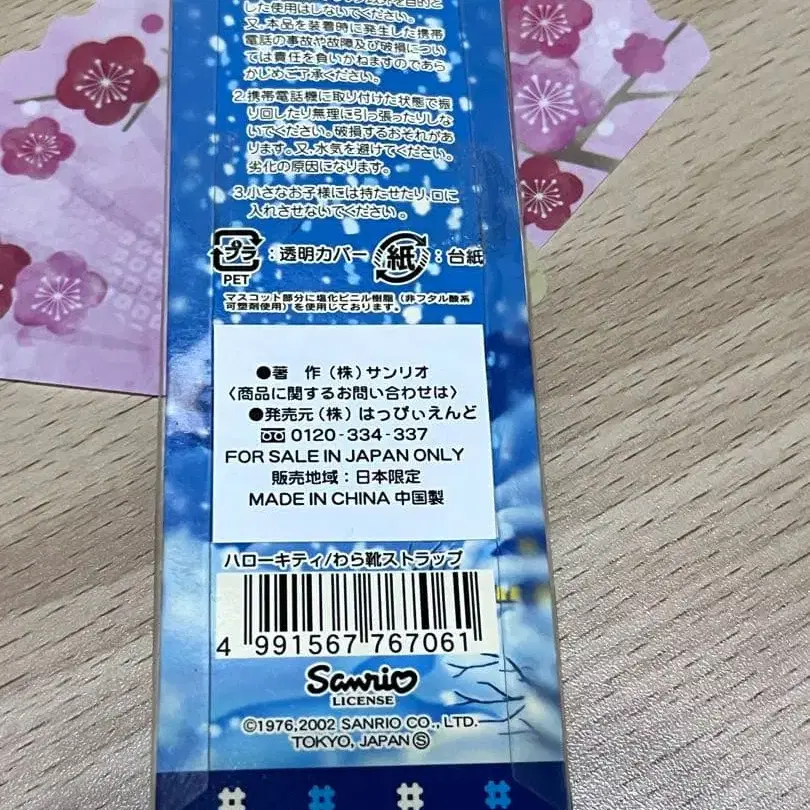 した使用はしないでください。
又、本品を装着時に発生した携帯
電話の事故や故障及び破損につい
ては責任を負いかねますのであら
かじめご了承ください。
2.携帯電話機に取り付けた状態で振
り回したり無理に引っ張ったりしな
いでください。破損するおそれがあ
ります。又、水気を避けてください。
劣化の原因になります。
3.小さなお子様には持たせたり、口に
入れさせないでください。
プラ
PET
:透明カバー
紙
:台紙
マスコット部分に塩化ビニル樹脂(非フタル酸系
可塑剤使用)を使用しております。
●著 作(株)サンリオ
〈商品に関するお問い合わせは〉
●発売元(株)はっぴぃえんど
0120-334-337
FOR SALE IN JAPAN ONLY
販売地域:日本限定
MADE IN CHINA 中国製
ハローキティ/わら靴ストラップ
4 991567 767061
Sanrio
LICENSE
©1976,2002 SANRIO CO., LTD.
TOKYO, JAPAN Ⓢ